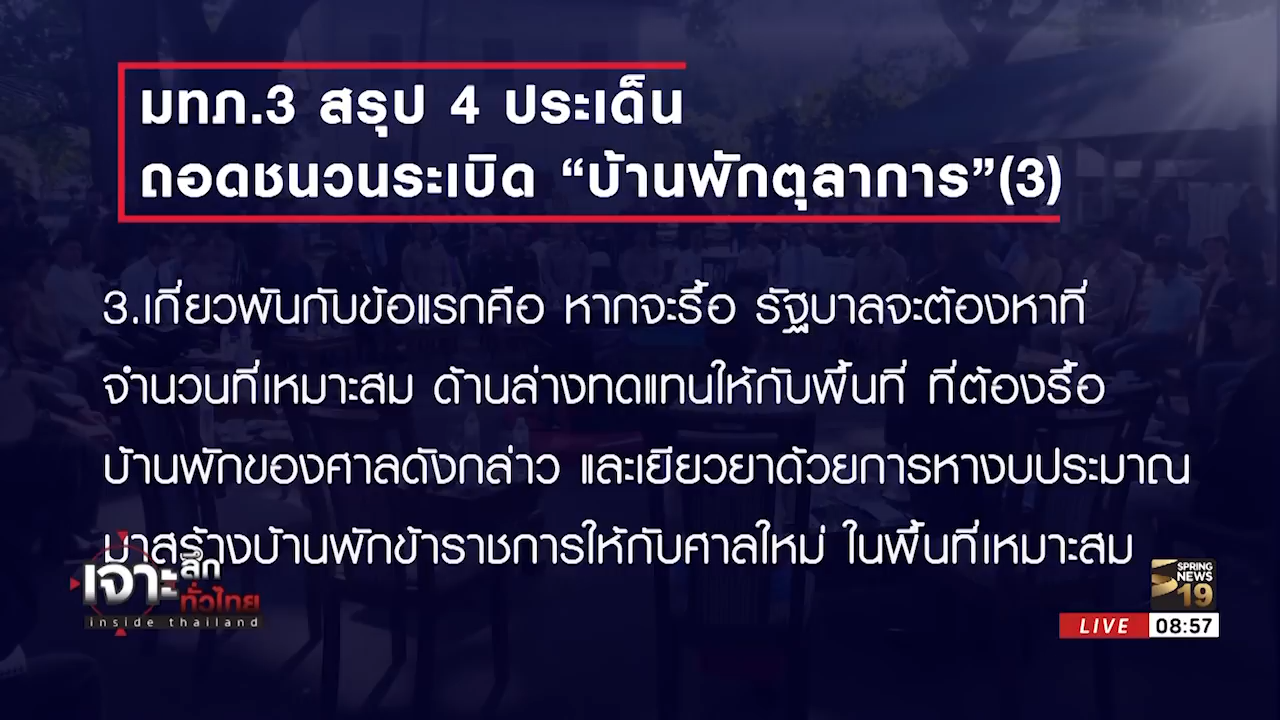 มทภ.3 สรุป 4 ประเด็น
ถอดชนวนระเบิด “บ้านพักตุลาการ”(3)
3.เกี่ยวพันกับข้อแรกคือ หากจะรื้อ รัฐบาลจะต้องหาที่
จำนวนที่เหมาะสม ด้านล่างทดแทนให้กับพื้นที่ ที่ต้องรื้อ
บ้านพักของศาลดังกล่าว และเยียวยาด้วยการหางบประมาณ
มาสร้างบ้านพักข้าราชการให้กับศาลใหม่ ในพื้นที่เหมาะสม
เจาะลึก
ทั่วไทย
inside thailand
SPRING
NEWS
19
LIVE 08:57